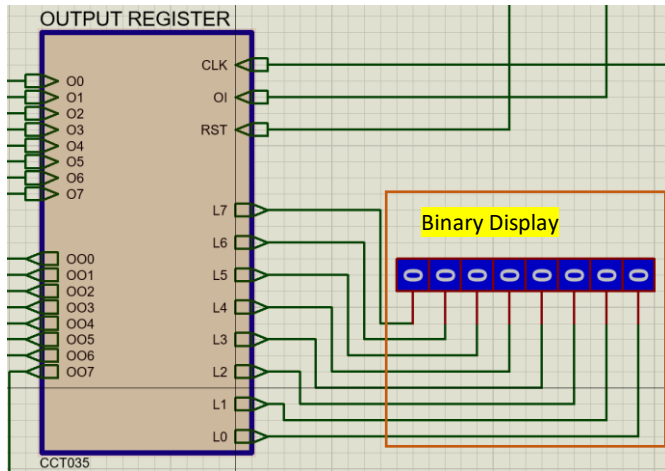 OUTPUT REGISTER
CLK
OI
RST
O0
O1
O2
O3
O4
O5
O6
O7
OO0
OO1
OO2
OO3
OO4
OO5
OO6
OO7
L7
L6
L5
L4
L3
L2
L1
L0
Binary Display
0 0 0 0 0 0 0 0
CCT035